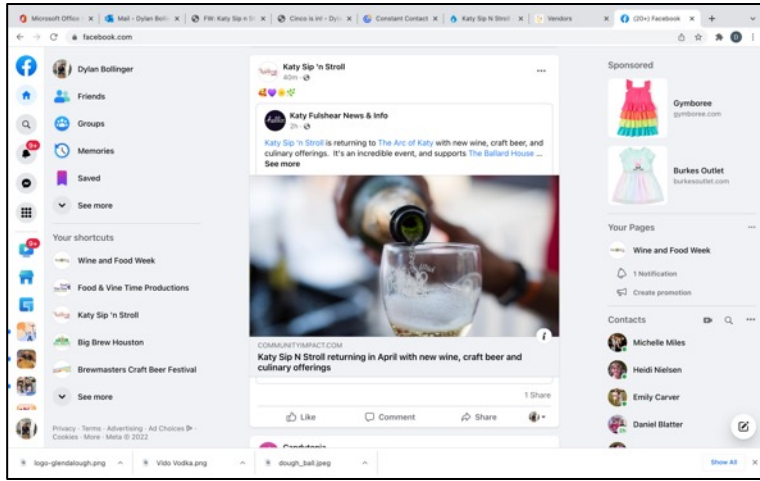 Microsoft Office
Mail - Dylan Bolli
FW: Katy Sip n St
Cinco is in! - Dyl
Constant Contact
Katy Sip N Stroll
Vendors
(20+) Facebook
facebook.com
Dylan Bollinger
Friends
Groups
Memories
Saved
See more
Your shortcuts
Wine and Food Week
Food & Vine Time Productions
Katy Sip 'n Stroll
Big Brew Houston
Brewmasters Craft Beer Festival
See more
Privacy · Terms · Advertising · Ad Choices ·
Cookies · More · Meta © 2022
9+
9+
Katy Sip 'n Stroll
40m ·
Katy Fulshear News & Info
2h ·
Katy Sip 'n Stroll is returning to The Arc of Katy with new wine, craft beer, and
culinary offerings. It's an incredible event, and supports The Ballard House ...
See more
COMMUNITYIMPACT.COM
Katy Sip N Stroll returning in April with new wine, craft beer and
culinary offerings
1 Share
Like
Comment
Share
Sponsored
Gymboree
gymboree.com
Burkes Outlet
burkesoutlet.com
Your Pages
Wine and Food Week
1 Notification
Create promotion
Contacts
Michelle Miles
Heidi Nielsen
Emily Carver
Daniel Blatter
logo-glendalough.png
Vido Vodka.png
dough_ball.jpeg
Show All